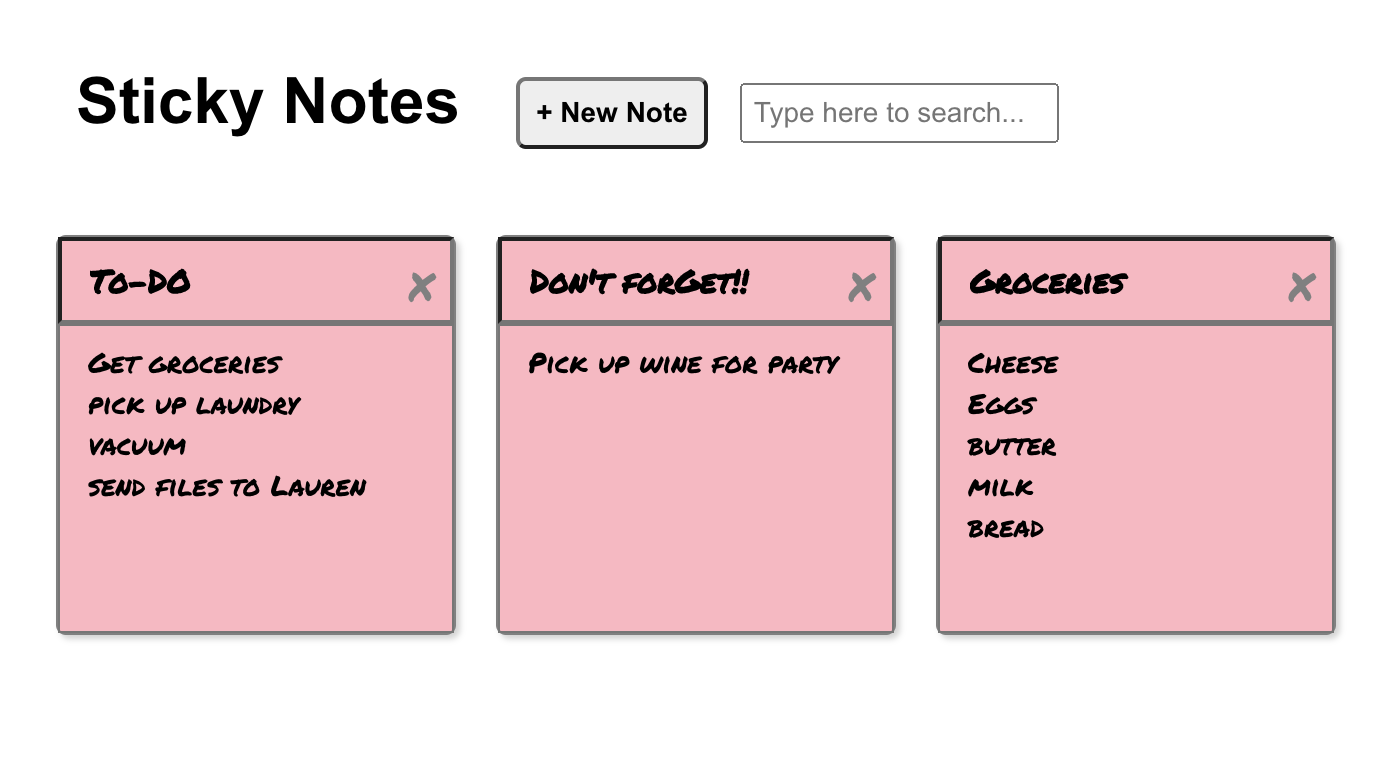 Sticky Notes
+ New Note
Type here to search...
To-DO
✘
Don't forGet!!
✘
Groceries
✘
Get groceries
pick up laundry
vacuum
send files to Lauren
Pick up wine for party
Cheese
Eggs
butter
milk
bread